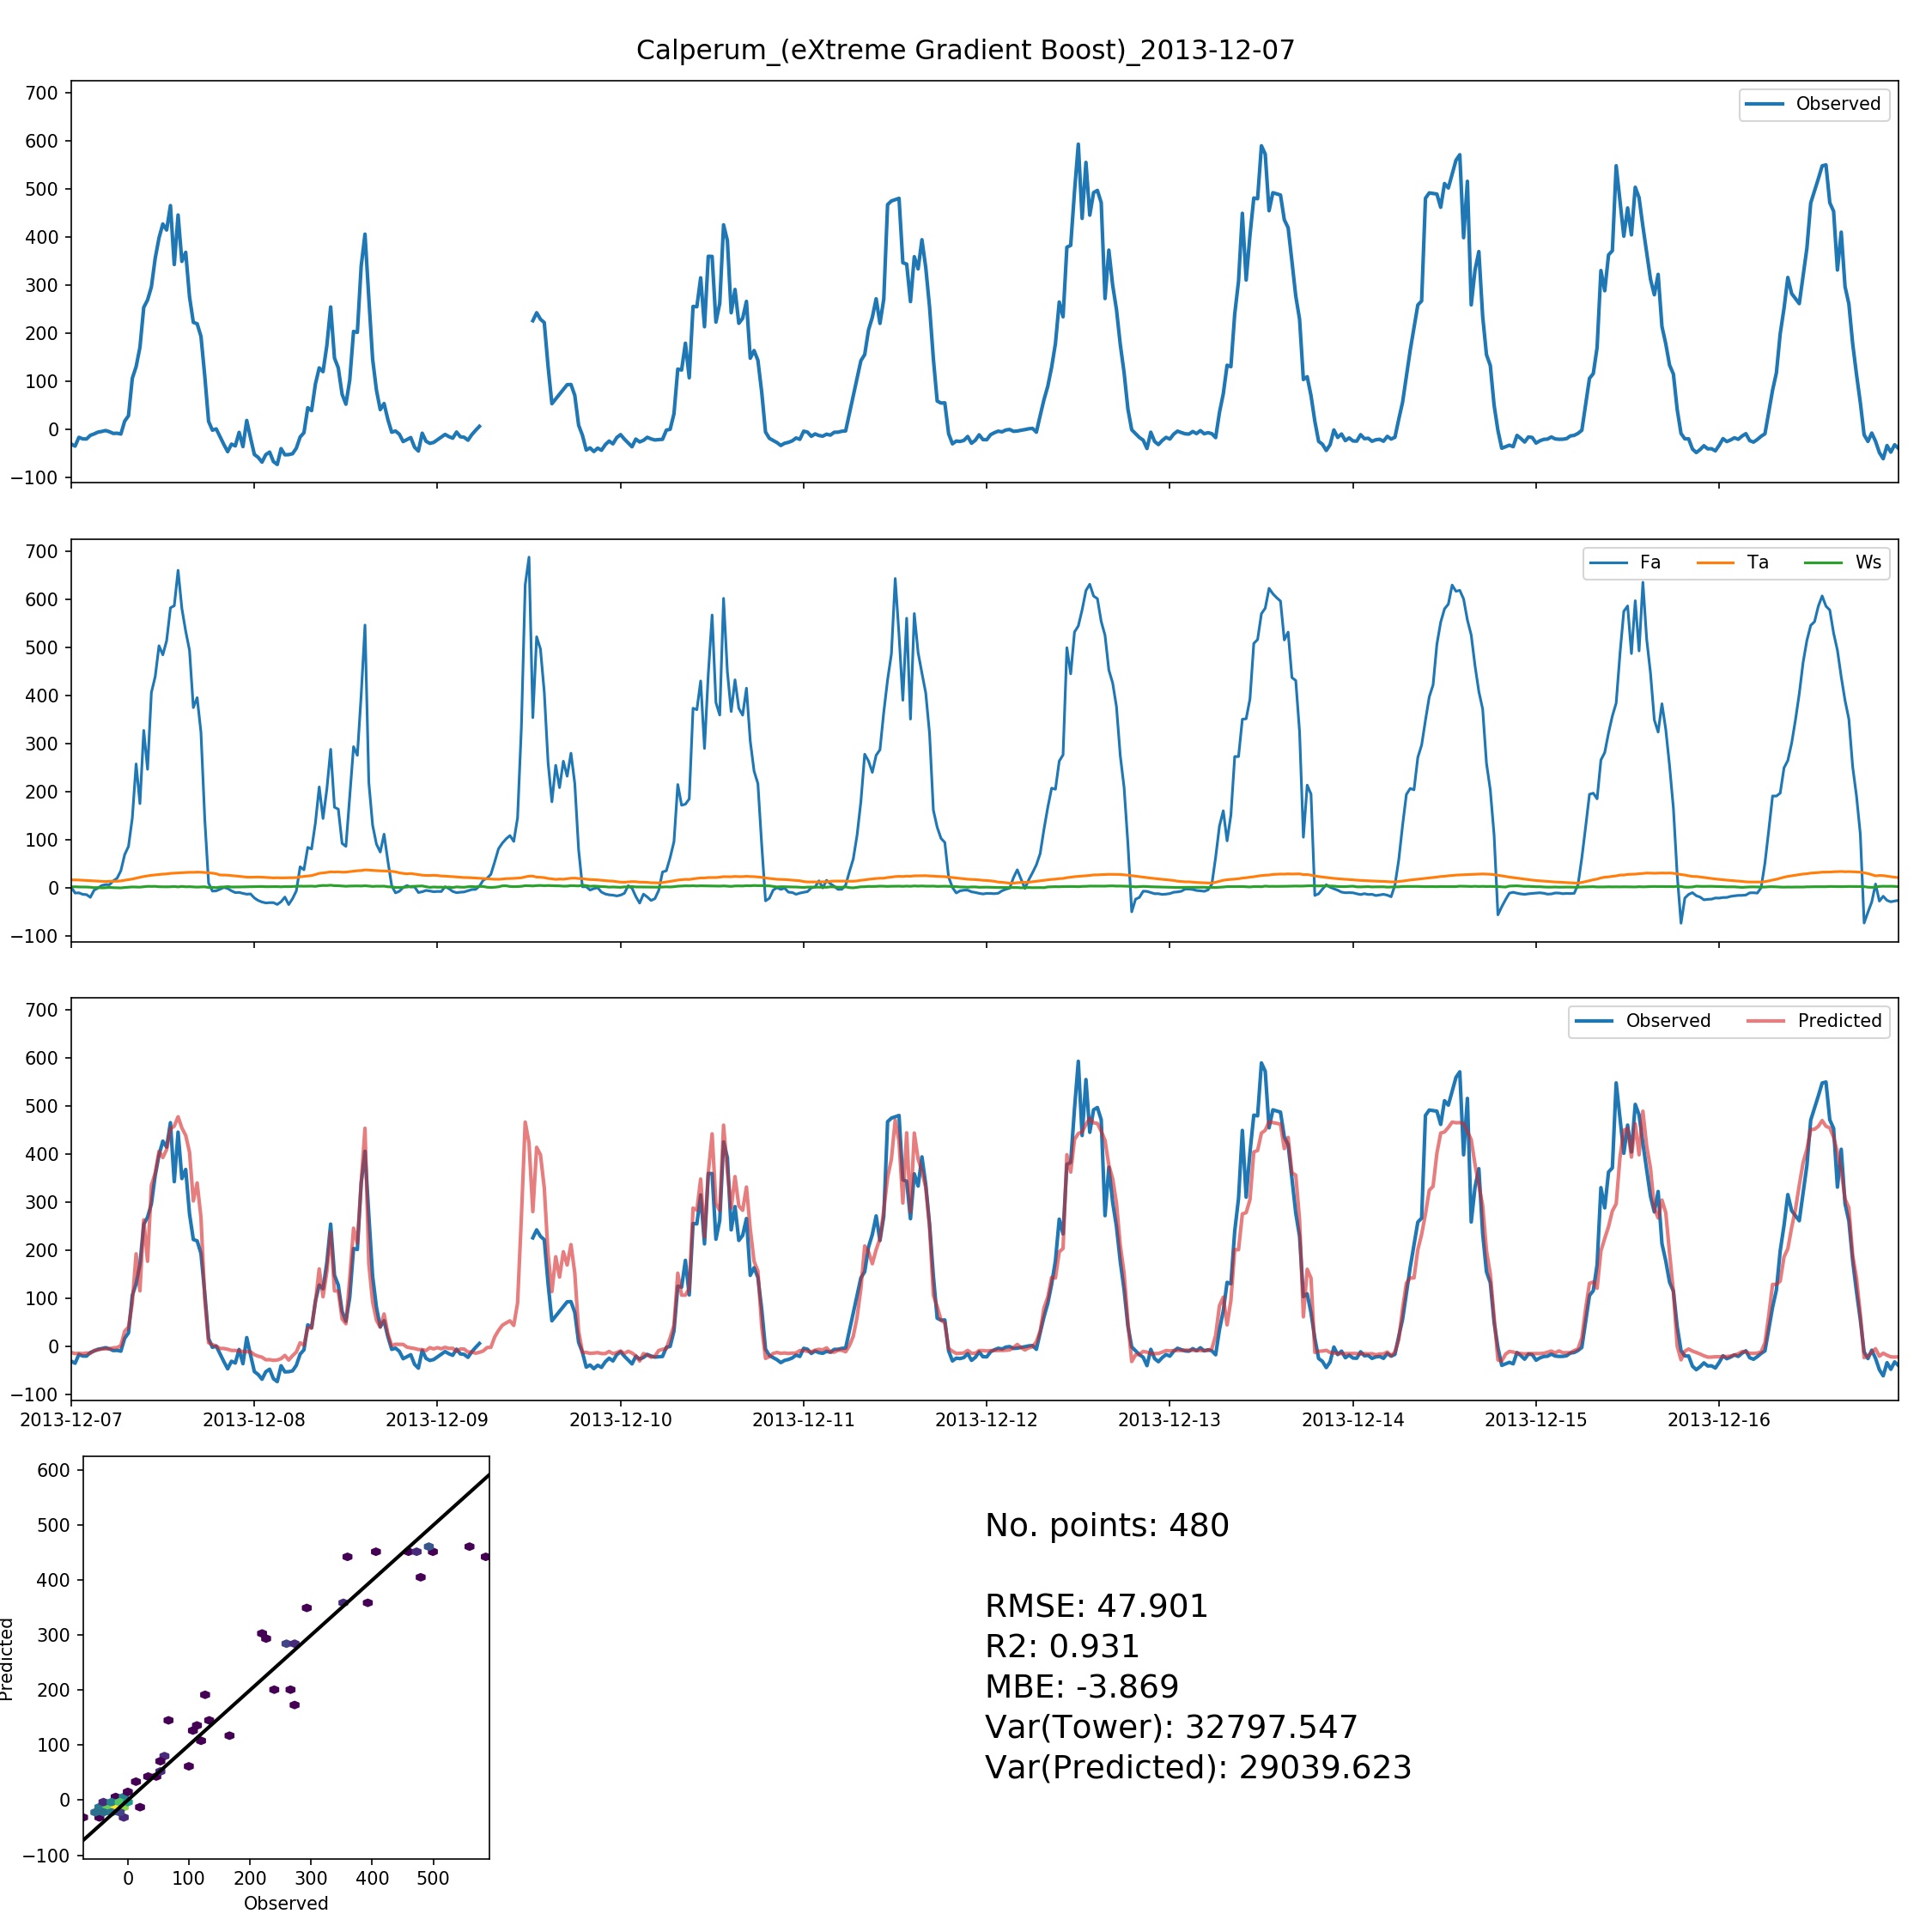 Calperum_(eXtreme Gradient Boost)_2013-12-07
700
600
500
400
300
200
100
0
−100
Observed
700
600
500
400
300
200
100
0
−100
Fa Ta Ws
700
600
500
400
300
200
100
0
−100
Observed Predicted
2013-12-07 2013-12-08 2013-12-09 2013-12-10 2013-12-11 2013-12-12 2013-12-13 2013-12-14 2013-12-15 2013-12-16
600
500
400
300
200
100
0
−100
Predicted
0 100 200 300 400 500
Observed
No. points: 480
RMSE: 47.901
R2: 0.931
MBE: -3.869
Var(Tower): 32797.547
Var(Predicted): 29039.623